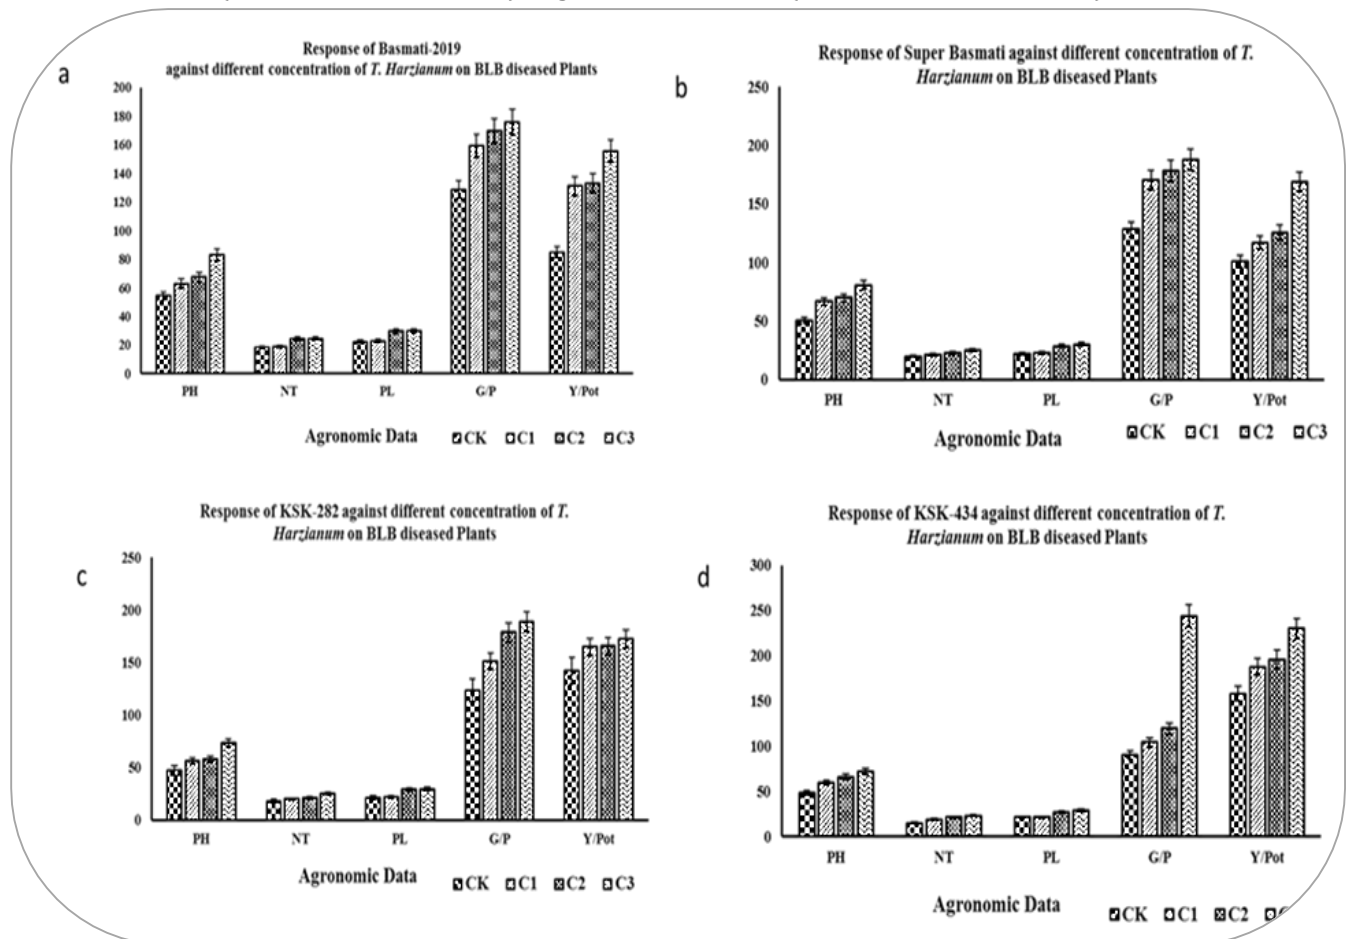 a
Response of Basmati-2019
against different concentration of T. Harzianum on BLB diseased Plants
200
180
160
140
120
100
80
60
40
20
0
PH NT PL G/P Y/Pot
Agronomic Data CK C1 C2 C3
b
Response of Super Basmati against different concentration of T.
Harzianum on BLB diseased Plants
250
200
150
100
50
0
PH NT PL G/P Y/Pot
Agronomic Data CK C1 C2 C3
c
Response of KSK-282 against different concentration of T.
Harzianum on BLB diseased Plants
250
200
150
100
50
0
PH NT PL G/P Y/Pot
Agronomic Data CK C1 C2 C3
d
Response of KSK-434 against different concentration of T.
Harzianum on BLB diseased Plants
300
250
200
150
100
50
0
PH NT PL G/P Y/Pot
Agronomic Data CK C1 C2